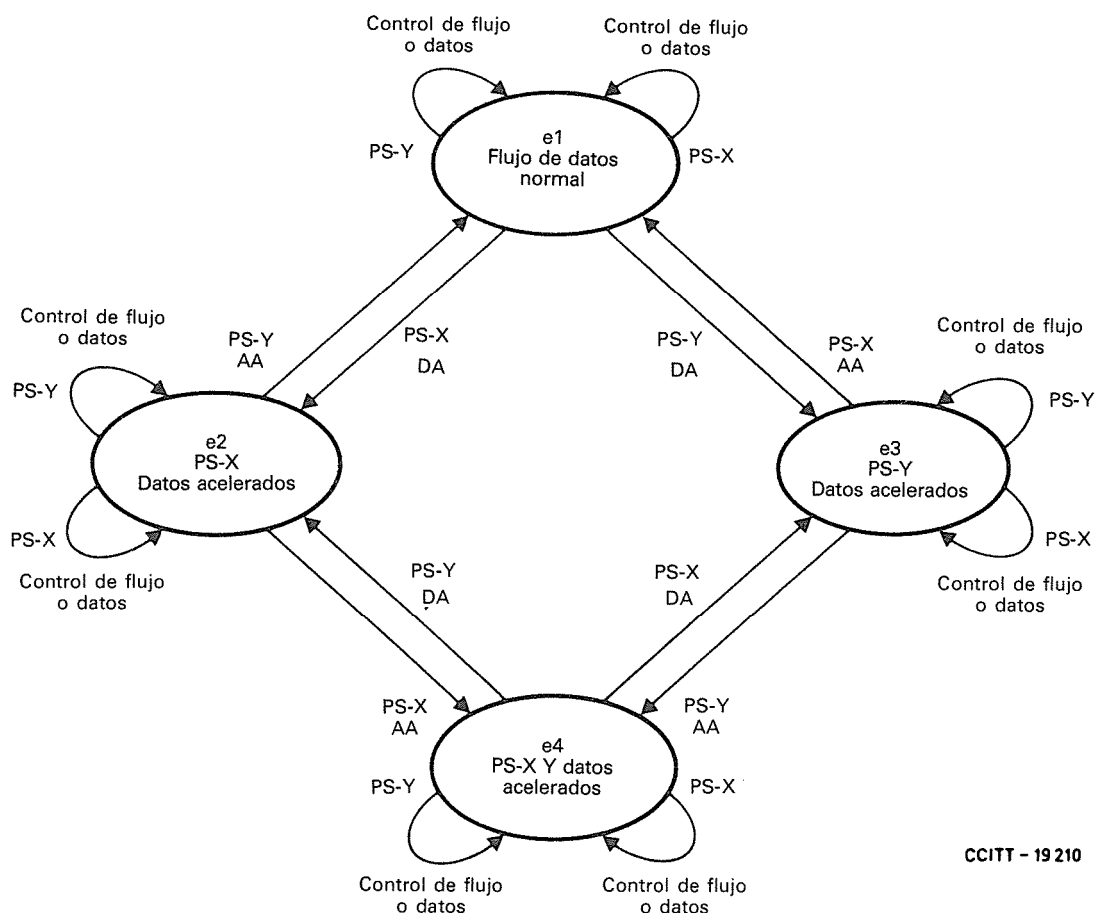 Control de flujo
o datos
Control de flujo
o datos
PS-Y
e1
Flujo de datos
normal
PS-X
Control de flujo
o datos
PS-Y
AA
PS-X
DA
PS-Y
DA
PS-X
AA
Control de flujo
o datos
PS-Y
e2
PS-X
Datos acelerados
PS-X
Control de flujo
o datos
e3
PS-Y
Datos acelerados
PS-Y
PS-X
Control de flujo
o datos
PS-Y
DA
PS-X
DA
PS-X
AA
PS-Y
AA
PS-Y
e4
PS-X Y datos
acelerados
PS-X
Control de flujo
o datos
Control de flujo
o datos
CCITT – 19 210